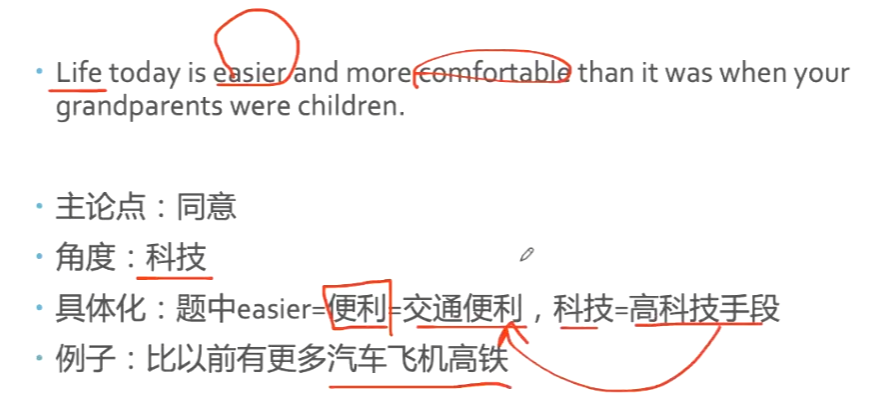 • Life today is easier and more comfortable than it was when your
grandparents were children.
• 主论点：同意
• 角度：科技
• 具体化：题中easier=便利=交通便利，科技=高科技手段
• 例子：比以前有更多汽车飞机高铁